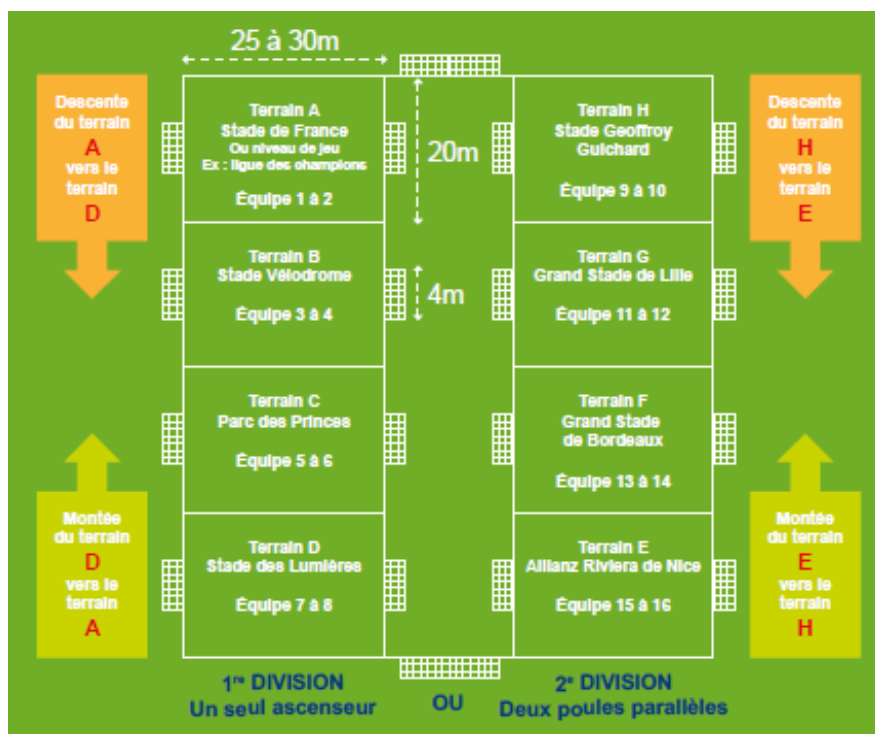 25 à 30m
Descente
du terrain
A
vers le
terrain
D
Terrain A
Stade de France
Ou niveau de jeu
Ex : ligue des champions
Équipe 1 à 2
20m
Terrain H
Stade Geoffroy
Guichard
Équipe 9 à 10
Descente
du terrain
H
vers le
terrain
E
Terrain B
Stade Vélodrome
Équipe 3 à 4
4m
Terrain G
Grand Stade de Lille
Équipe 11 à 12
Terrain C
Parc des Princes
Équipe 5 à 6
Terrain F
Grand Stade
de Bordeaux
Équipe 13 à 14
Montée
du terrain
D
vers le
terrain
A
Terrain D
Stade des Lumières
Équipe 7 à 8
Terrain E
Allianz Riviera de Nice
Équipe 15 à 16
Montée
du terrain
E
vers le
terrain
H
1re DIVISION
Un seul ascenseur
OU
2e DIVISION
Deux poules parallèles